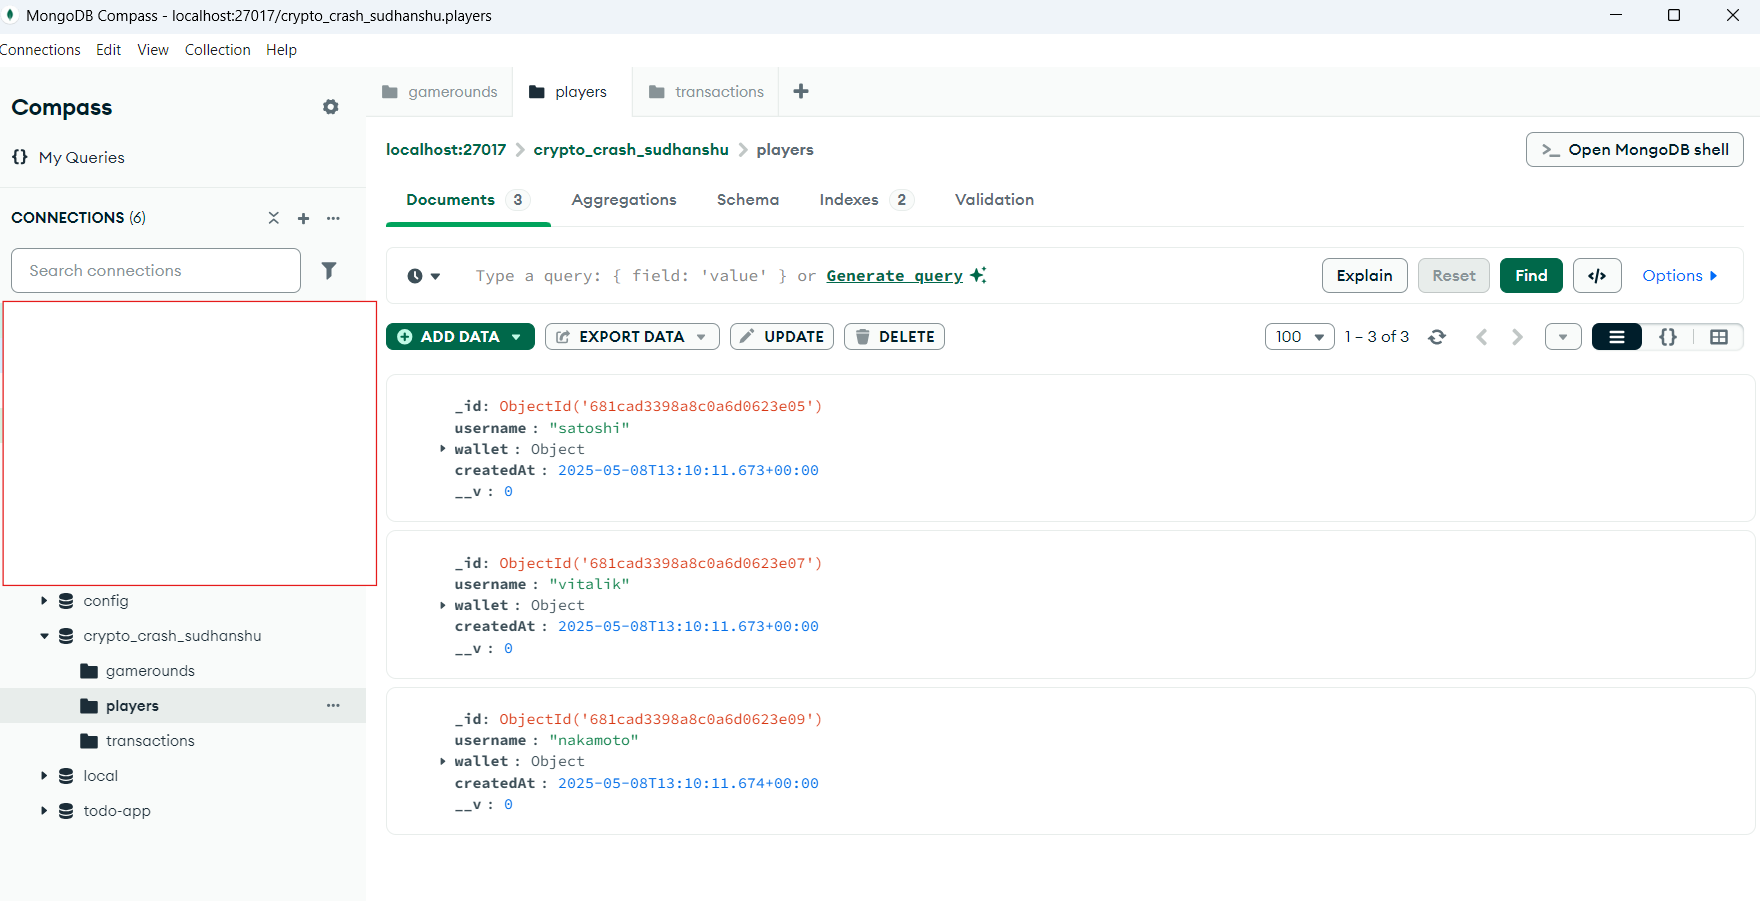 MongoDB Compass - localhost:27017/crypto_crash_sudhanshu.players
Connections Edit View Collection Help
Compass
My Queries
CONNECTIONS (6)
Search connections
config
crypto_crash_sudhanshu
gamerounds
players
transactions
local
todo-app
gamerounds players transactions
localhost:27017 crypto_crash_sudhanshu players
Open MongoDB shell
Documents 3 Aggregations Schema Indexes 2 Validation
Type a query: { field: 'value' } or Generate query
Explain Reset Find </> Options
ADD DATA EXPORT DATA UPDATE DELETE
100 1 – 3 of 3 {}
_id: ObjectId('681cad3398a8c0a6d0623e05')
username : "satoshi"
wallet : Object
createdAt : 2025-05-08T13:10:11.673+00:00
__v : 0
_id: ObjectId('681cad3398a8c0a6d0623e07')
username : "vitalik"
wallet : Object
createdAt : 2025-05-08T13:10:11.673+00:00
__v : 0
_id: ObjectId('681cad3398a8c0a6d0623e09')
username : "nakamoto"
wallet : Object
createdAt : 2025-05-08T13:10:11.674+00:00
__v : 0